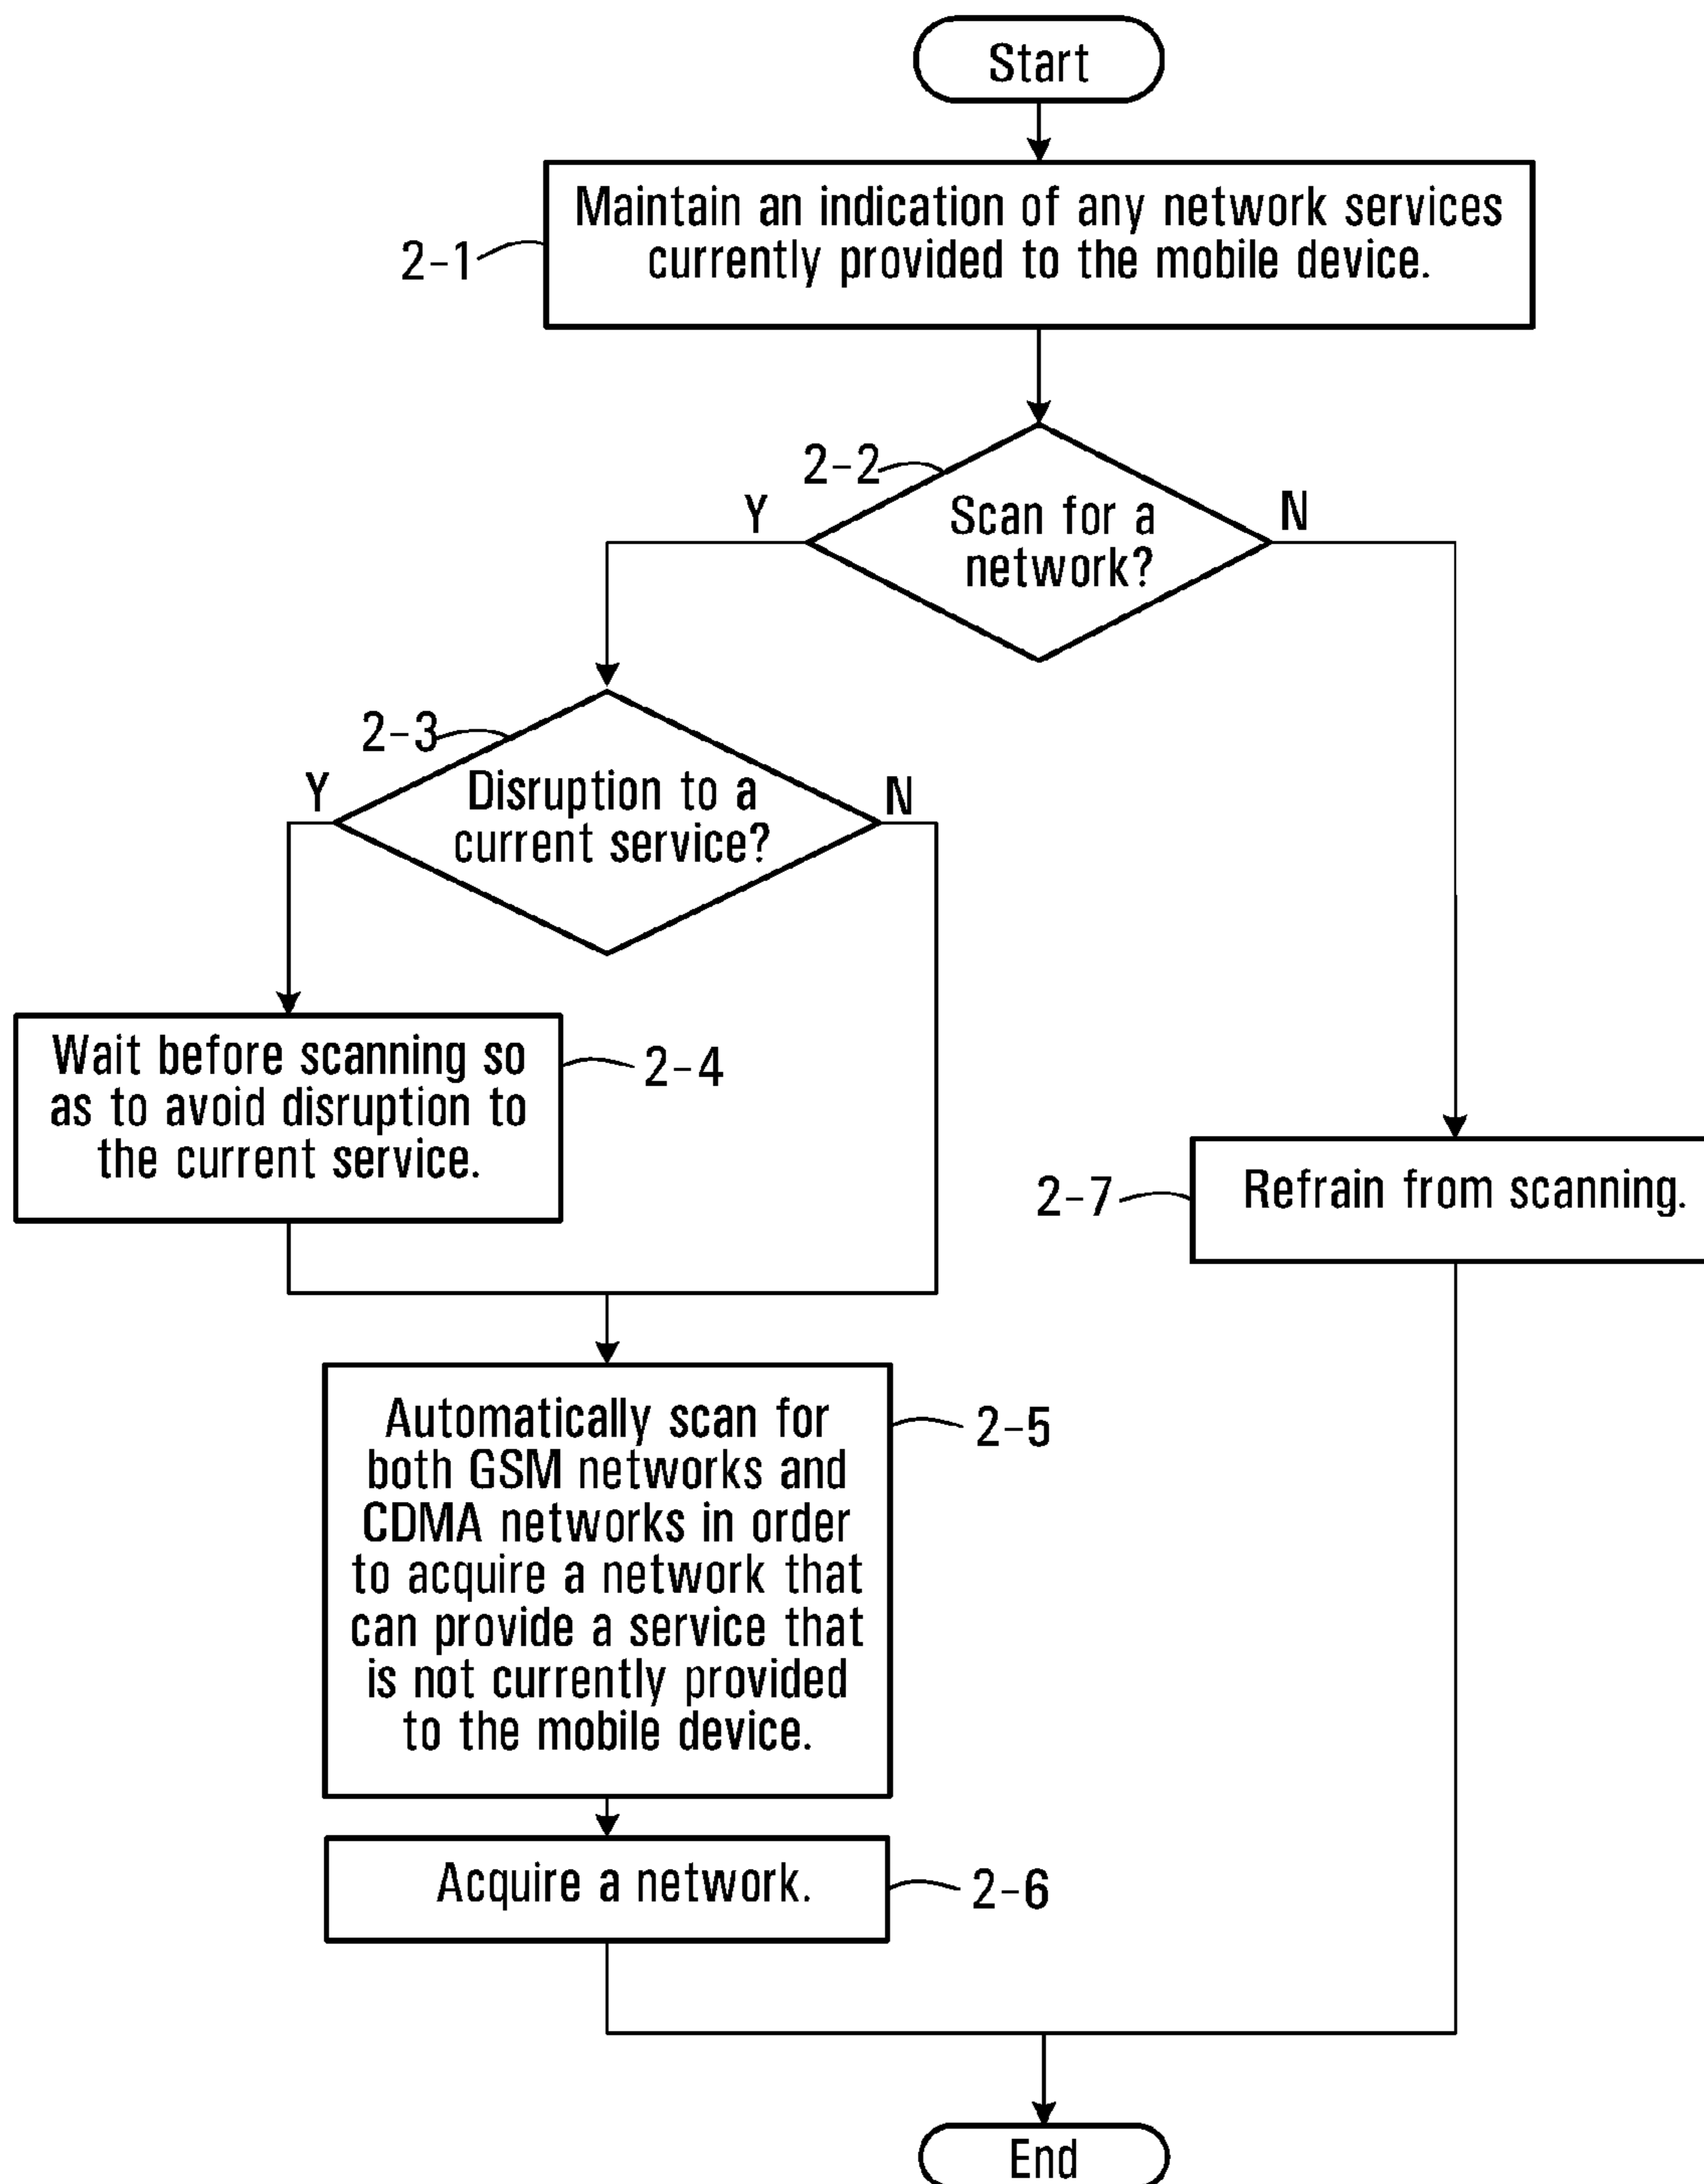 Start
Maintain an indication of any network services
currently provided to the mobile device.
2-1
2-2
Y
N
Scan for a
network?
2-3
Y
N
Disruption to a
current service?
Wait before scanning so
as to avoid disruption to
the current service.
2-4
2-7
Refrain from scanning.
Automatically scan for
both GSM networks and
CDMA networks in order
to acquire a network that
can provide a service that
is not currently provided
to the mobile device.
2-5
Acquire a network.
2-6
End